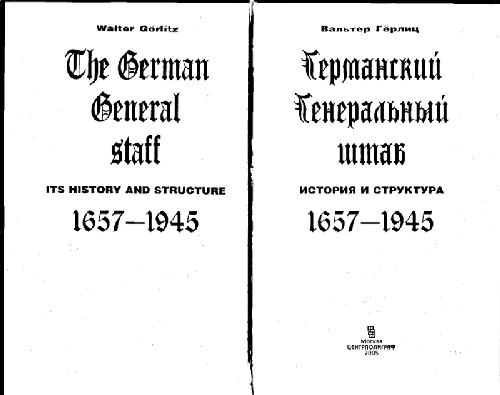 Walter Görlitz
The German
General
staff
ITS HISTORY AND STRUCTURE
1657—1945
Вальтер Гёрлиц
Германский
Генеральный
штаб
ИСТОРИЯ И СТРУКТУРА
1657—1945
Москва
ЦЕНТРПОЛИГРАФ
2005